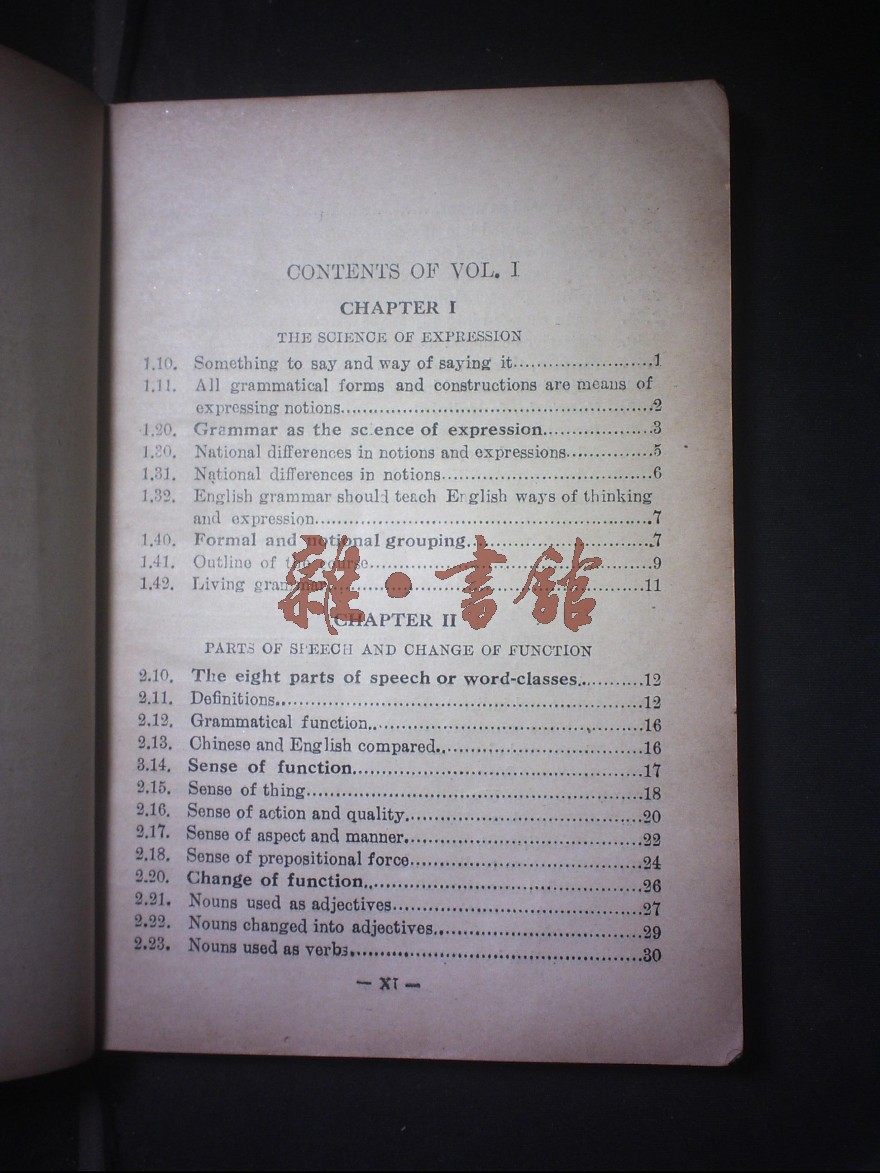 CONTENTS OF VOL. I
CHAPTER I
THE SCIENCE OF EXPRESSION
1.10. Something to say and way of saying it........................1
1.11. All grammatical forms and constructions are means of
expressing notions....................................................2
1.20. Grammar as the science of expression...................3
1.30. National differences in notions and expressions...............5
1.31. National differences in notions....................................6
1.32. English grammar should teach English ways of thinking
and expression.........................................................7
1.40. Formal and notional grouping................................7
1.41. Outline of the course................................................9
1.42. Living grammar.....................................................11
雜·書館
CHAPTER II
PARTS OF SPEECH AND CHANGE OF FUNCTION
2.10. The eight parts of speech or word-classes...........12
2.11. Definitions..............................................................12
2.12. Grammatical function..............................................16
2.13. Chinese and English compared..................................16
3.14. Sense of function.................................................17
2.15. Sense of thing.........................................................18
2.16. Sense of action and quality........................................20
2.17. Sense of aspect and manner........................................22
2.18. Sense of prepositional force.......................................24
2.20. Change of function...............................................26
2.21. Nouns used as adjectives..........................................27
2.22. Nouns changed into adjectives...................................29
2.23. Nouns used as verbs.................................................30
— XI —